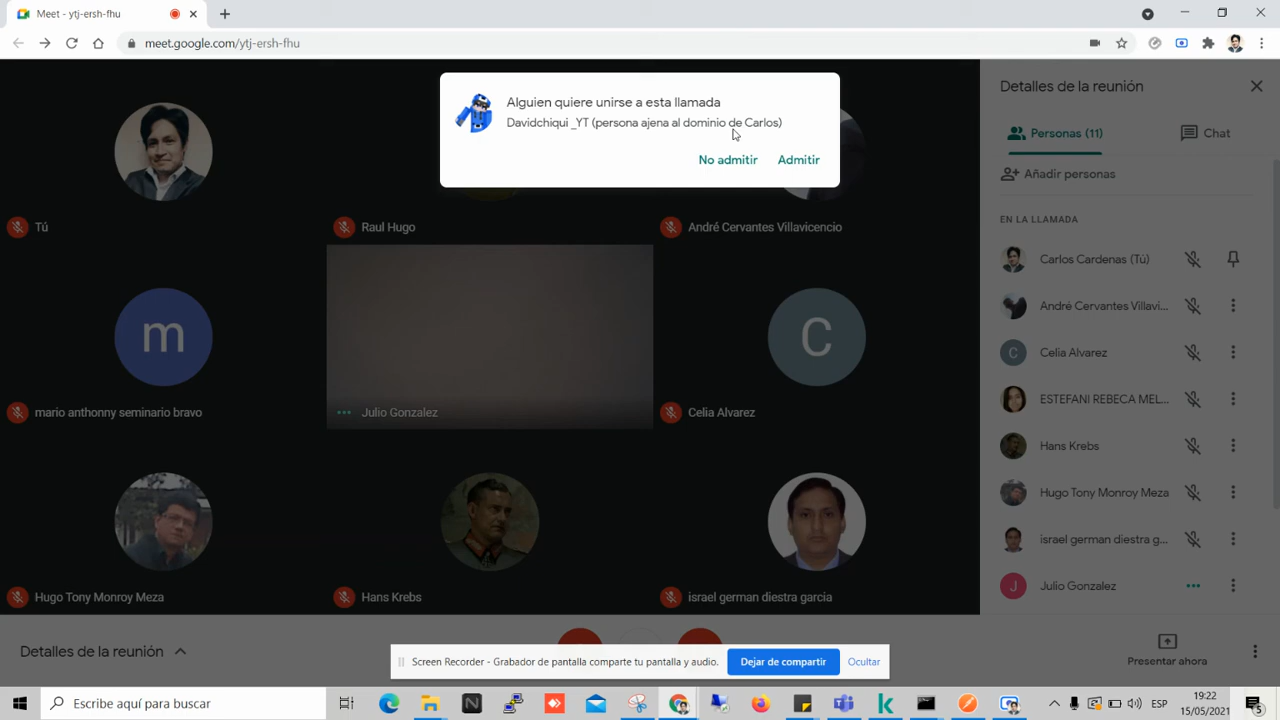 Meet - ytj-ersh-fhu
meet.google.com/ytj-ersh-fhu
Alguien quiere unirse a esta llamada
Davidchiqui _YT (persona ajena al dominio de Carlos)
No admitir Admitir
Tú
Raul Hugo
André Cervantes Villavicencio
m
mario anthonny seminario bravo
Julio Gonzalez
C
Celia Alvarez
Hugo Tony Monroy Meza
Hans Krebs
israel german diestra garcia
Detalles de la reunión
Personas (11)
Chat
Añadir personas
EN LA LLAMADA
Carlos Cardenas (Tú)
André Cervantes Villavi...
C
Celia Alvarez
ESTEFANI REBECA MEL...
Hans Krebs
Hugo Tony Monroy Meza
israel german diestra g...
J
Julio Gonzalez
Detalles de la reunión
Presentar ahora
Screen Recorder - Grabador de pantalla comparte tu pantalla y audio. Dejar de compartir Ocultar
Escribe aquí para buscar
ESP
19:22
15/05/2021
5